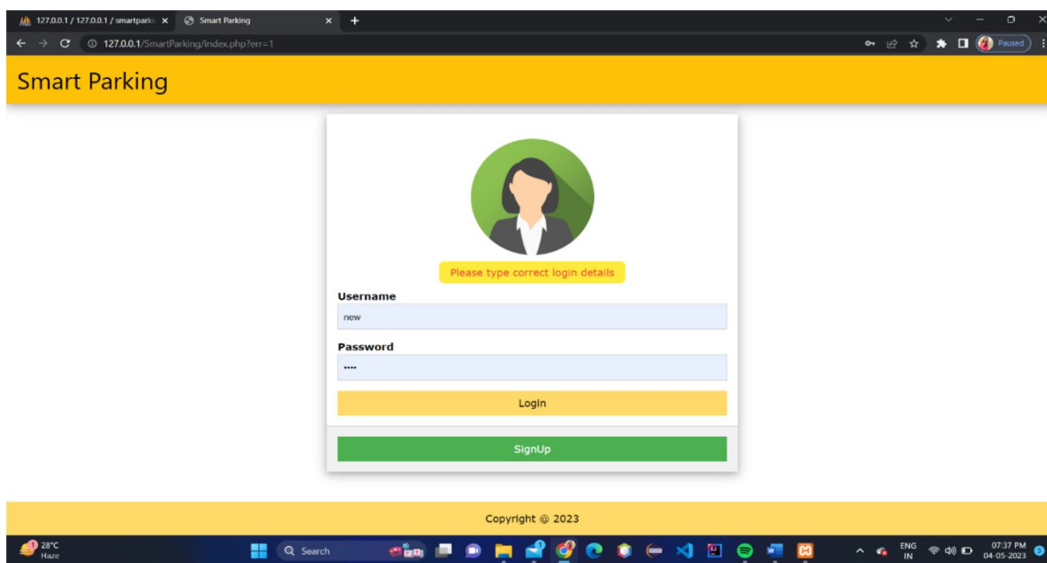 127.0.0.1 / 127.0.0.1 / smartparki
Smart Parking
127.0.0.1/SmartParking/index.php?err=1
Paused
Smart Parking
Please type correct login details
Username
new
Password
••••
Login
SignUp
Copyright @ 2023
28°C
Haze
Search
ENG
IN
07:37 PM
04-05-2023